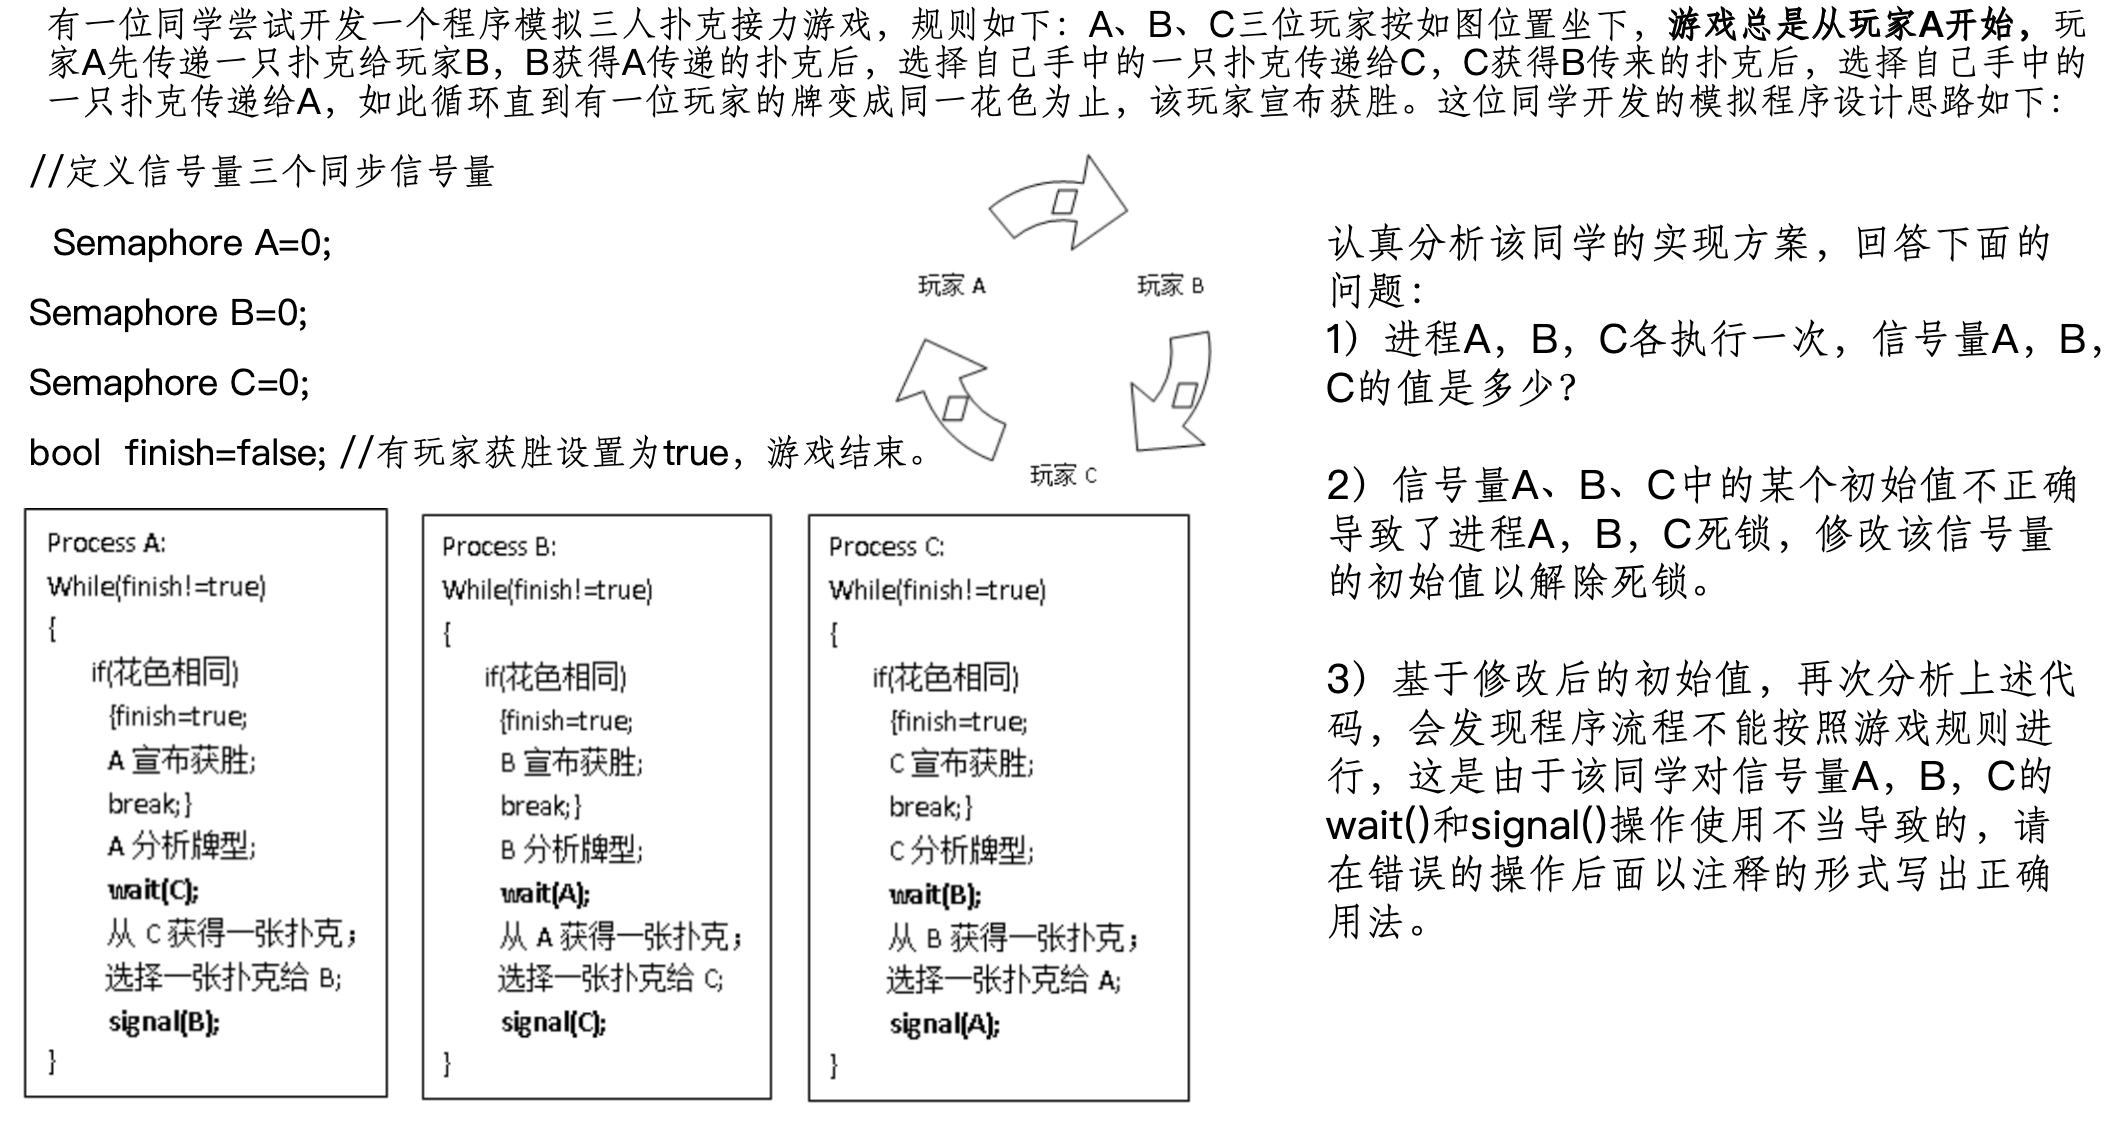 有一位同学尝试开发一个程序模拟三人扑克接力游戏，规则如下：A、B、C三位玩家按如图位置坐下，游戏总是从玩家A开始，玩
家A先传递一只扑克给玩家B，B获得A传递的扑克后，选择自己手中的一只扑克传递给C，C获得B传来的扑克后，选择自己手中的
一只扑克传递给A，如此循环直到有一位玩家的牌变成同一花色为止，该玩家宣布获胜。这位同学开发的模拟程序设计思路如下：
//定义信号量三个同步信号量
Semaphore A=0;
Semaphore B=0;
Semaphore C=0;
bool finish=false; //有玩家获胜设置为true，游戏结束。
玩家 A
玩家 B
玩家 C
Process A:
While(finish!=true)
{
if(花色相同)
{finish=true;
A 宣布获胜;
break;}
A 分析牌型;
wait(C);
从 C 获得一张扑克；
选择一张扑克给 B;
signal(B);
}
Process B:
While(finish!=true)
{
if(花色相同)
{finish=true;
B 宣布获胜;
break;}
B 分析牌型;
wait(A);
从 A 获得一张扑克；
选择一张扑克给 C;
signal(C);
}
Process C:
While(finish!=true)
{
if(花色相同)
{finish=true;
C 宣布获胜;
break;}
C 分析牌型;
wait(B);
从 B 获得一张扑克；
选择一张扑克给 A;
signal(A);
}
认真分析该同学的实现方案，回答下面的
问题：
1）进程A，B，C各执行一次，信号量A，B，
C的值是多少？
2）信号量A、B、C中的某个初始值不正确
导致了进程A，B，C死锁，修改该信号量
的初始值以解除死锁。
3）基于修改后的初始值，再次分析上述代
码，会发现程序流程不能按照游戏规则进
行，这是由于该同学对信号量A，B，C的
wait()和signal()操作使用不当导致的，请
在错误的操作后面以注释的形式写出正确
用法。